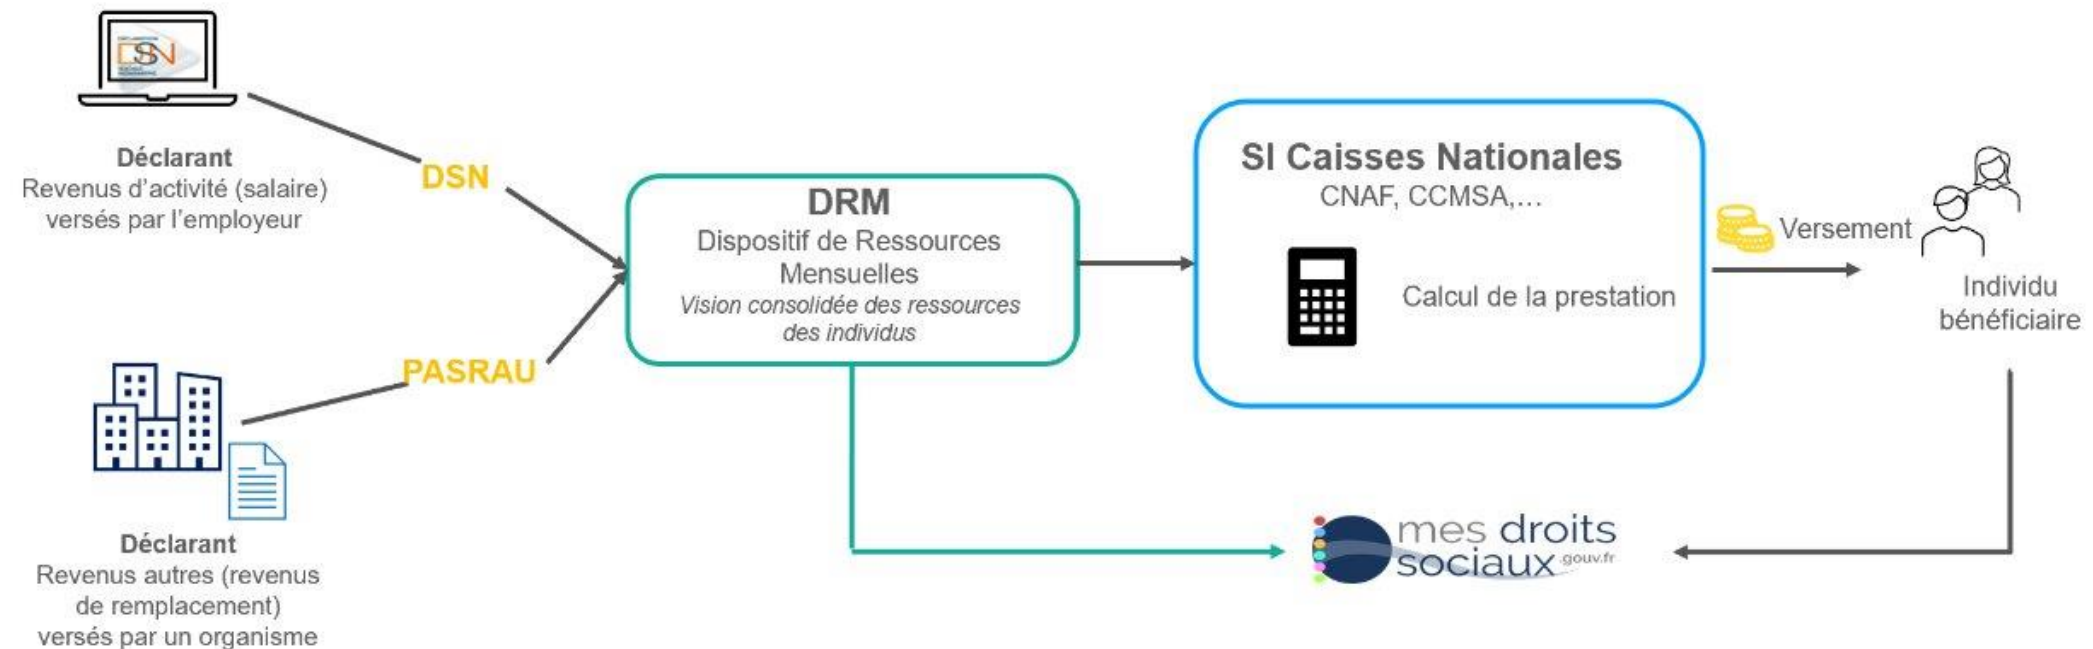 DSN
Déclarant
Revenus d’activité (salaire)
versés par l’employeur
DSN
PASRAU
Déclarant
Revenus autres (revenus
de remplacement)
versés par un organisme
DRM
Dispositif de Ressources
Mensuelles
Vision consolidée des ressources
des individus
SI Caisses Nationales
CNAF, CCMSA,...
Calcul de la prestation
Versement
Individu
bénéficiaire
mes droits
sociaux .gouv.fr